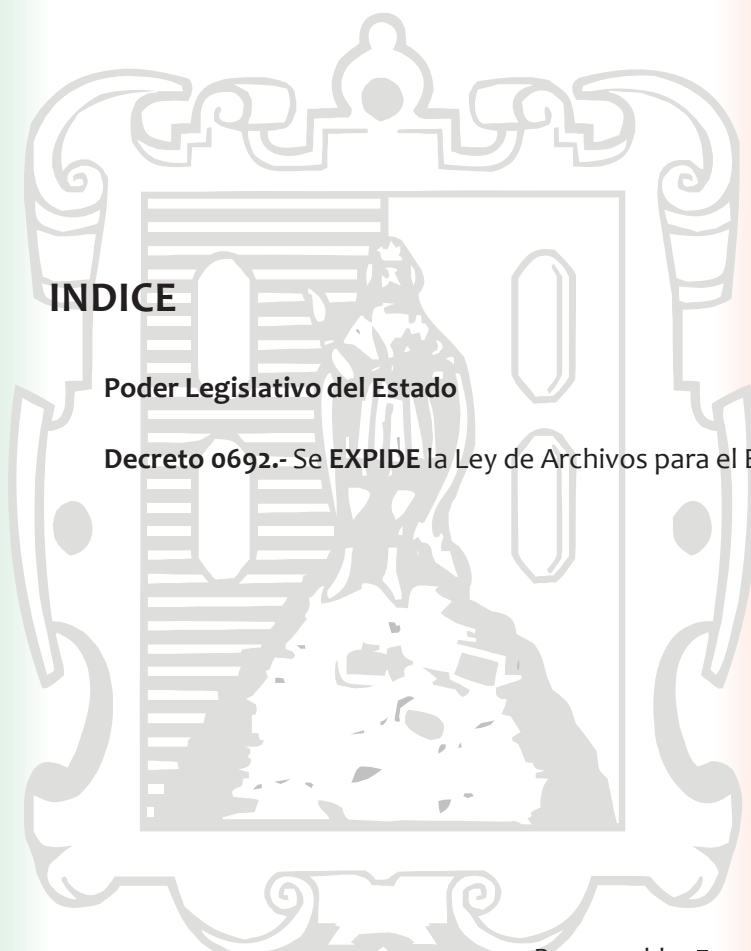 INDICE
Poder Legislativo del Estado
Decreto 0692.- Se EXPIDE la Ley de Archivos para el